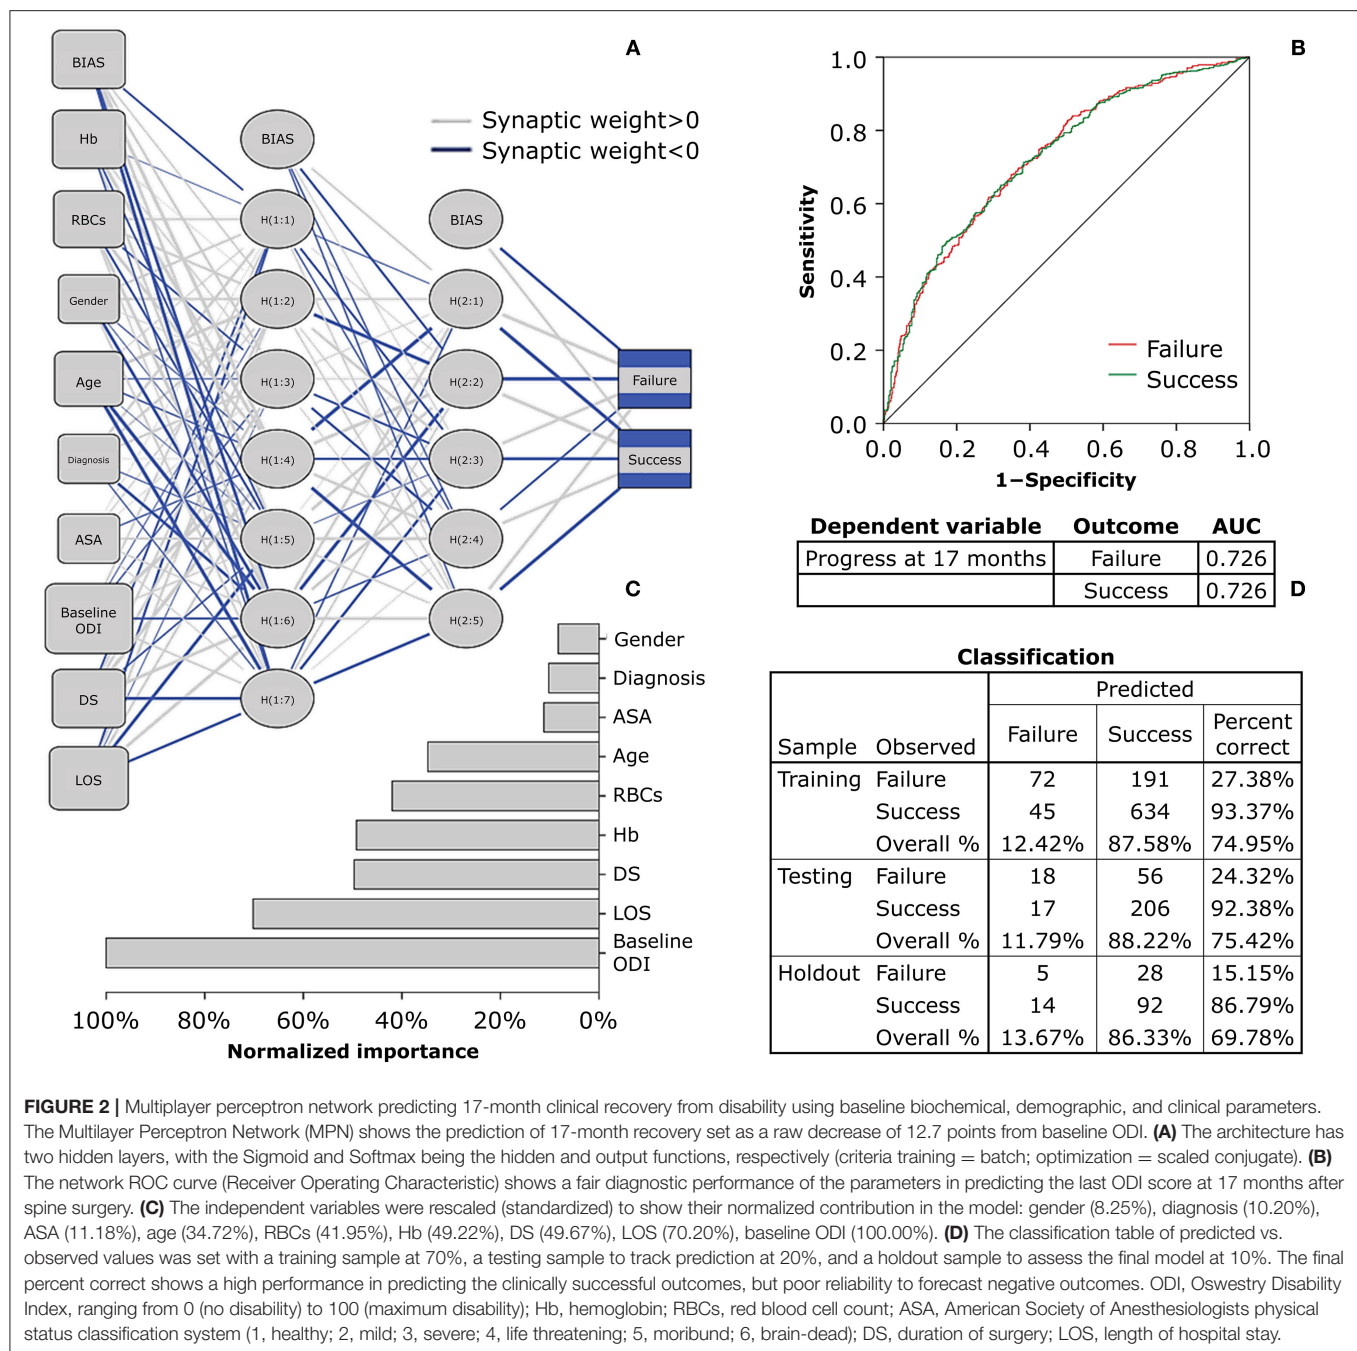 A
BIAS
Hb
RBCs
Gender
Age
Diagnosis
ASA
Baseline
ODI
DS
LOS
BIAS
H(1:1)
H(1:2)
H(1:3)
H(1:4)
H(1:5)
H(1:6)
H(1:7)
BIAS
H(2:1)
H(2:2)
H(2:3)
H(2:4)
H(2:5)
Failure
Success
Synaptic weight>0
Synaptic weight<0
B
Sensitivity
1.0
0.8
0.6
0.4
0.2
0.0
0.0 0.2 0.4 0.6 0.8 1.0
1−Specificity
Failure
Success
Dependent variable Outcome AUC
Progress at 17 months Failure 0.726
Success 0.726
C
Gender
Diagnosis
ASA
Age
RBCs
Hb
DS
LOS
Baseline
ODI
100% 80% 60% 40% 20% 0%
Normalized importance
D
Classification
Predicted
Sample Observed Failure Success Percent
correct
Training Failure 72 191 27.38%
Success 45 634 93.37%
Overall % 12.42% 87.58% 74.95%
Testing Failure 18 56 24.32%
Success 17 206 92.38%
Overall % 11.79% 88.22% 75.42%
Holdout Failure 5 28 15.15%
Success 14 92 86.79%
Overall % 13.67% 86.33% 69.78%
FIGURE 2 | Multiplayer perceptron network predicting 17-month clinical recovery from disability using baseline biochemical, demographic, and clinical parameters.
The Multilayer Perceptron Network (MPN) shows the prediction of 17-month recovery set as a raw decrease of 12.7 points from baseline ODI. (A) The architecture has
two hidden layers, with the Sigmoid and Softmax being the hidden and output functions, respectively (criteria training = batch; optimization = scaled conjugate). (B)
The network ROC curve (Receiver Operating Characteristic) shows a fair diagnostic performance of the parameters in predicting the last ODI score at 17 months after
spine surgery. (C) The independent variables were rescaled (standardized) to show their normalized contribution in the model: gender (8.25%), diagnosis (10.20%),
ASA (11.18%), age (34.72%), RBCs (41.95%), Hb (49.22%), DS (49.67%), LOS (70.20%), baseline ODI (100.00%). (D) The classification table of predicted vs.
observed values was set with a training sample at 70%, a testing sample to track prediction at 20%, and a holdout sample to assess the final model at 10%. The final
percent correct shows a high performance in predicting the clinically successful outcomes, but poor reliability to forecast negative outcomes. ODI, Oswestry Disability
Index, ranging from 0 (no disability) to 100 (maximum disability); Hb, hemoglobin; RBCs, red blood cell count; ASA, American Society of Anesthesiologists physical
status classification system (1, healthy; 2, mild; 3, severe; 4, life threatening; 5, moribund; 6, brain-dead); DS, duration of surgery; LOS, length of hospital stay.